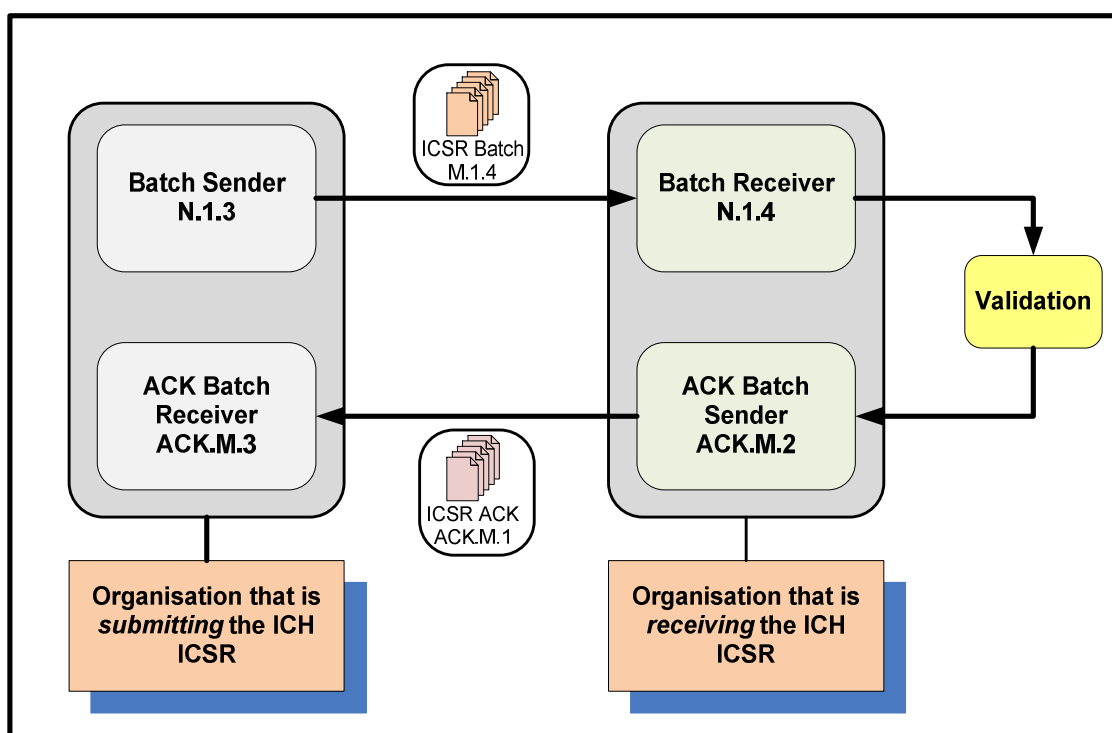 ICSR Batch
M.1.4
Batch Sender
N.1.3
Batch Receiver
N.1.4
Validation
ACK Batch
Receiver
ACK.M.3
ACK Batch
Sender
ACK.M.2
ICSR ACK
ACK.M.1
Organisation that is
submitting the ICH
ICSR
Organisation that is
receiving the ICH
ICSR